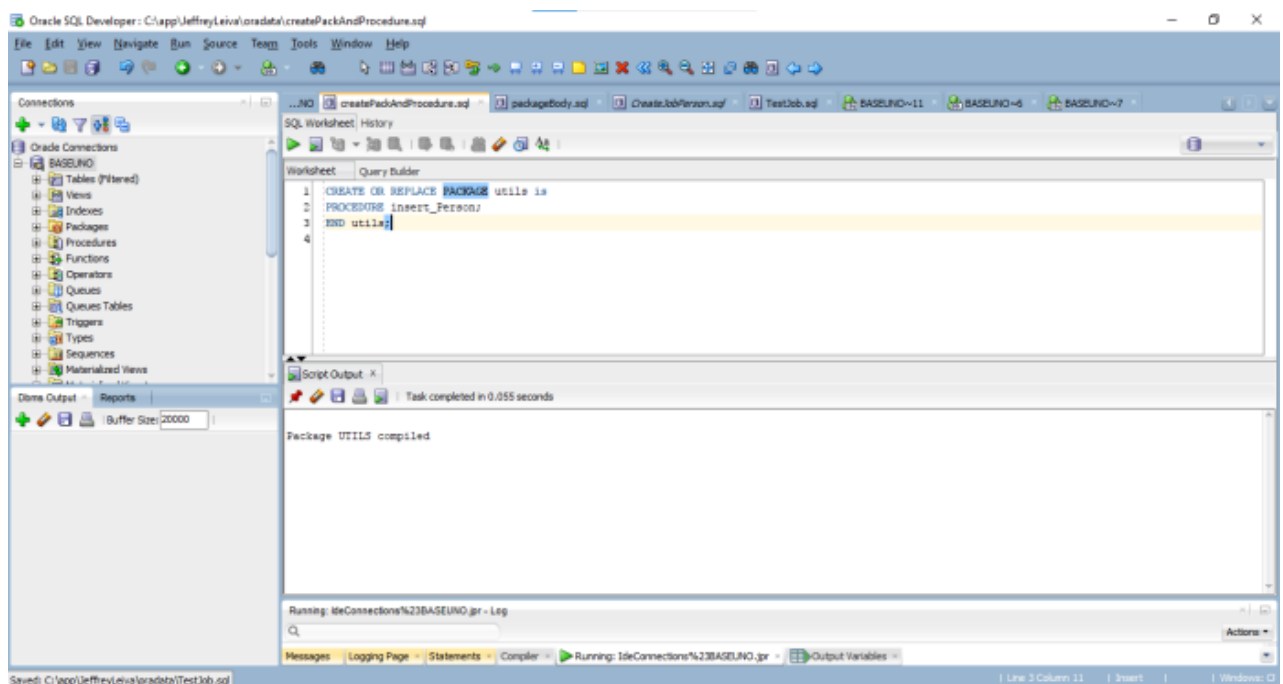 Oracle SQL Developer : C:\app\JeffreyLeiva\oradata\createPackAndProcedure.sql
File Edit View Navigate Run Source Team Tools Window Help
Connections
...NO createPackAndProcedure.sql packageBody.sql CreateJobPerson.sql TestJob.sql BASEUNO~11 BASEUNO~6 BASEUNO~7
SQL Worksheet History
Oracle Connections
BASEUNO
Tables (Filtered)
Views
Indexes
Packages
Procedures
Functions
Operators
Queues
Queues Tables
Triggers
Types
Sequences
Materialized Views
Worksheet Query Builder
1 CREATE OR REPLACE PACKAGE utils is
2 PROCEDURE insert_Person;
3 END utils;
4
Script Output
Task completed in 0.055 seconds
Package UTILS compiled
Dbms Output Reports
Buffer Size: 20000
Running: IdeConnections%23BASEUNO.jpr - Log
Actions
Messages Logging Page Statements Compiler Running: IdeConnections%23BASEUNO.jpr Output Variables
Saved: C:\app\JeffreyLeiva\oradata\TestJob.sql
Line 3 Column 11 Insert Windows: